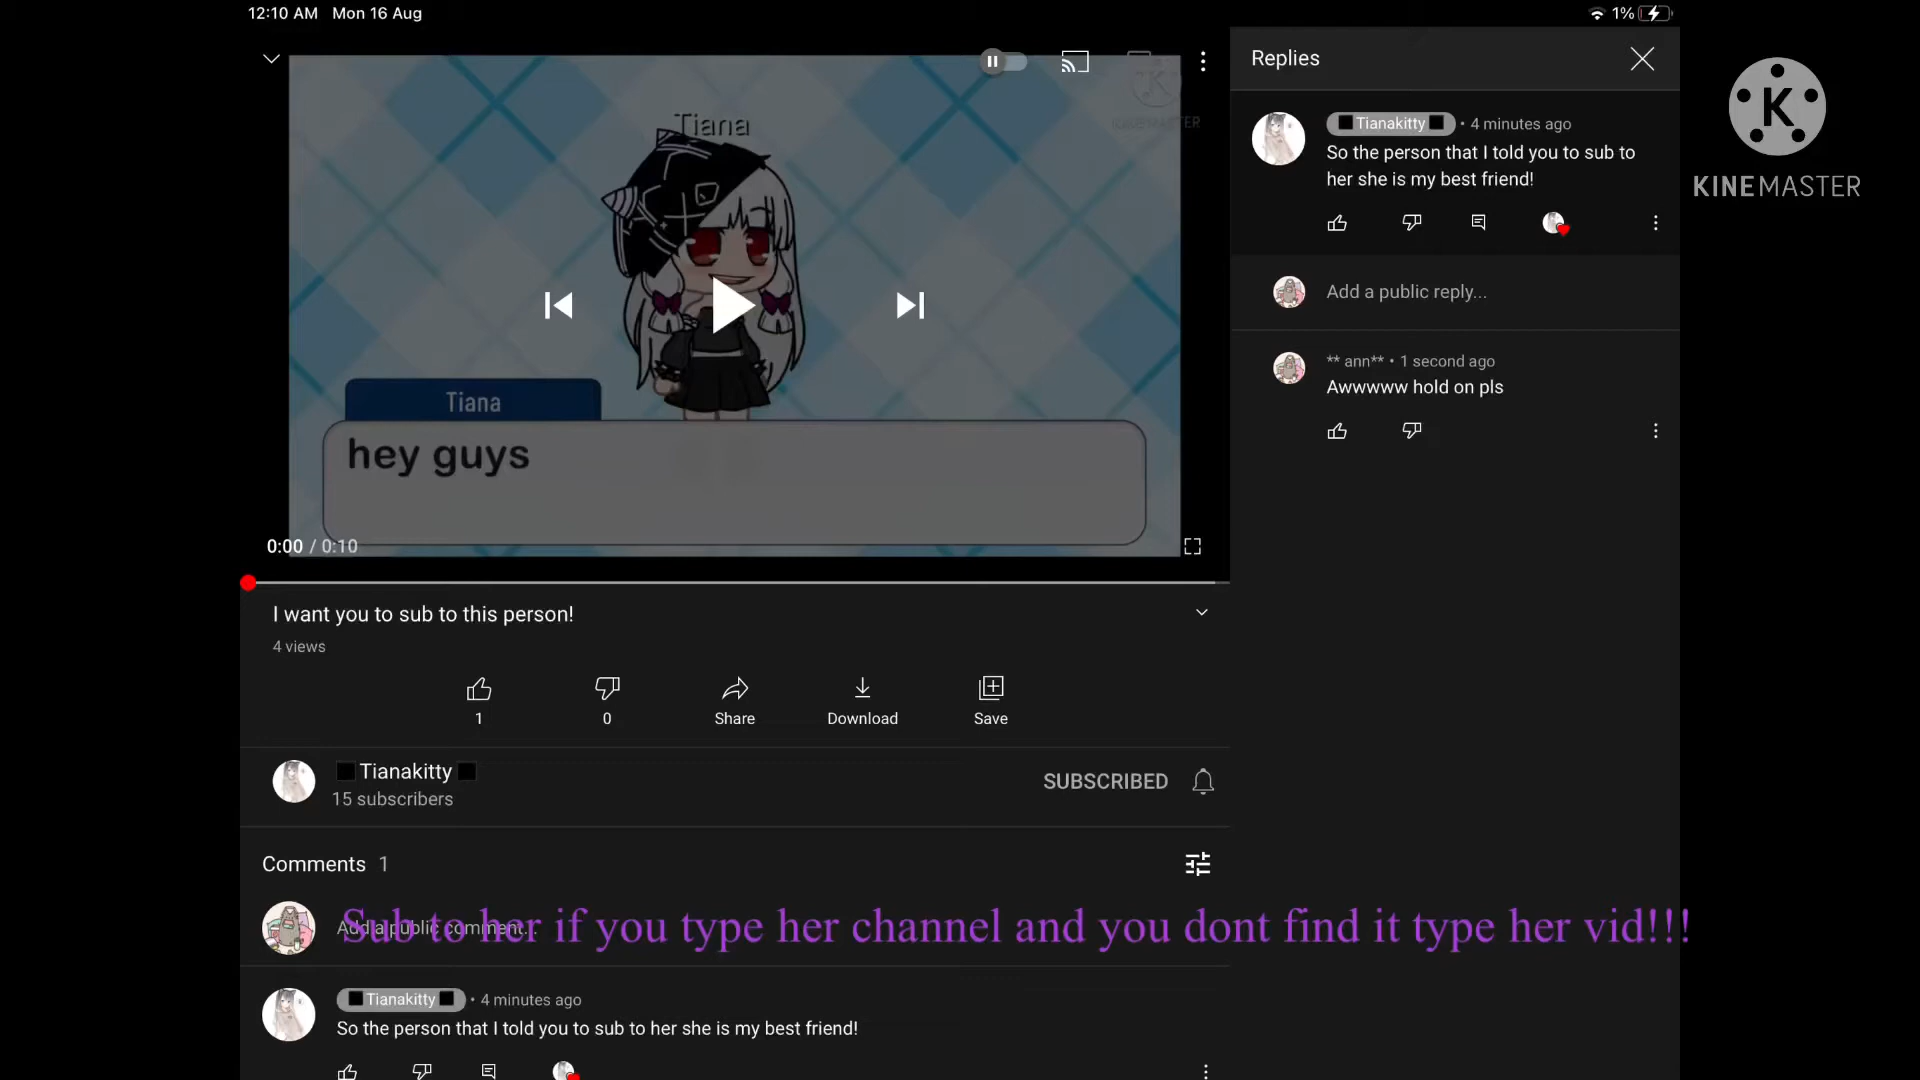 12:10 AM Mon 16 Aug
1%
Tiana
KINEMASTER
Tiana
hey guys
0:00 / 0:10
I want you to sub to this person!
4 views
1
0
Share
Download
Save
Tianakitty
15 subscribers
SUBSCRIBED
Comments 1
Add a public comment...
Sub to her if you type her channel and you dont find it type her vid!!!
Tianakitty • 4 minutes ago
So the person that I told you to sub to her she is my best friend!
Replies
Tianakitty • 4 minutes ago
So the person that I told you to sub to
her she is my best friend!
Add a public reply...
** ann** • 1 second ago
Awwwww hold on pls
K
KINEMASTER